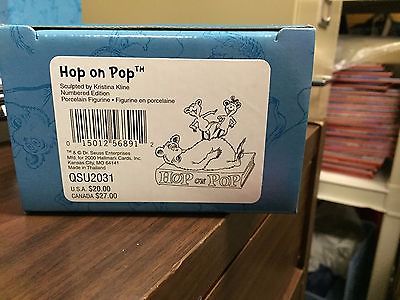 Hop on Pop™
Sculpted by Kristina Kline
Numbered Edition
Porcelain Figurine • Figurine en porcelaine
0 15012 56891 2
™ & © Dr. Seuss Enterprises
Mfd. for 2000 Hallmark Cards, Inc.
Kansas City, MO 64141
Made in Thailand
QSU2031
U.S.A. $20.00
CANADA $27.00
HOP on POP